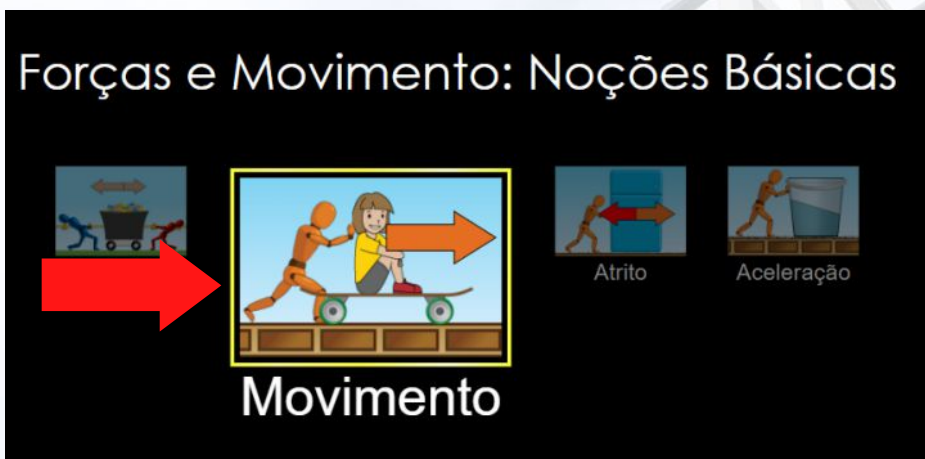 Forças e Movimento: Noções Básicas
Movimento
Atrito
Aceleração